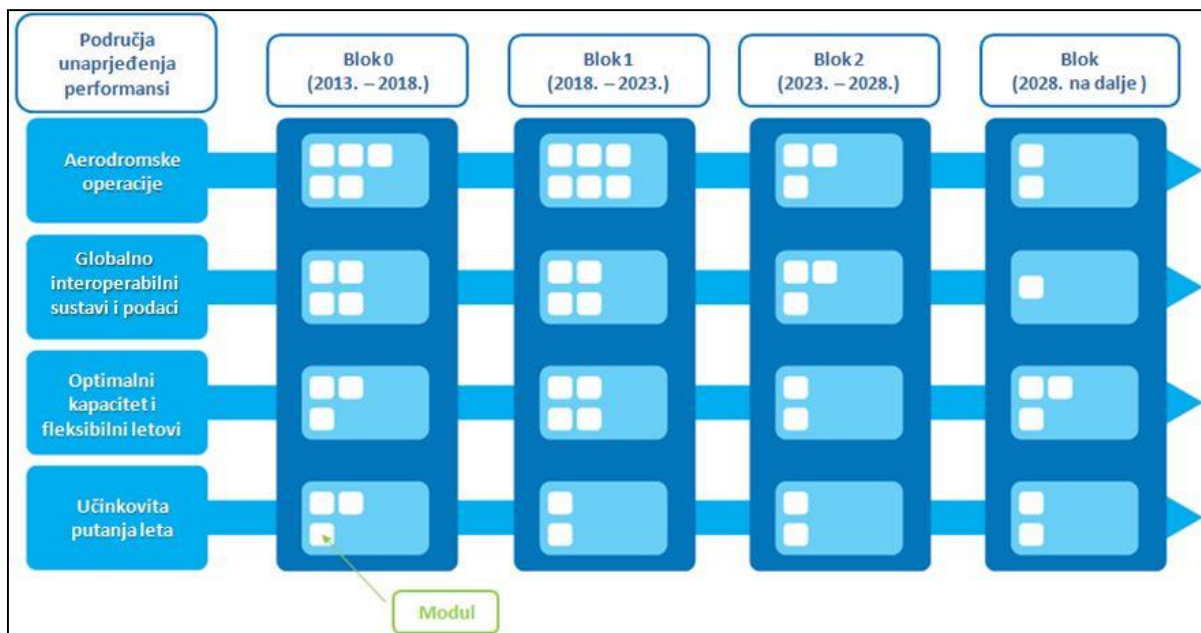 Područja
unaprjeđenja
performansi
Blok 0
(2013. – 2018.)
Blok 1
(2018. – 2023.)
Blok 2
(2023. – 2028.)
Blok
(2028. na dalje )
Aerodromske
operacije
Globalno
interoperabilni
sustavi i podaci
Optimalni
kapacitet i
fleksibilni letovi
Učinkovita
putanja leta
Modul